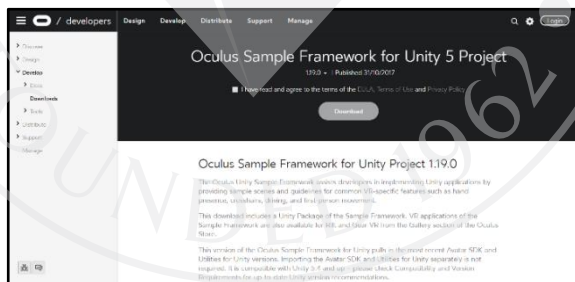 / developers Design Develop Distribute Support Manage Login
Discover
Design
Develop
Docs
Downloads
Tools
Distribute
Support
Manage
Oculus Sample Framework for Unity 5 Project
1.19.0 | Published 31/10/2017
I have read and agree to the terms of the EULA, Terms of Use and Privacy Policy
Download
Oculus Sample Framework for Unity Project 1.19.0
The Oculus Unity Sample Framework assists developers in implementing Unity applications by
providing sample scenes and guidelines for common VR-specific features such as hand
presence, crosshairs, driving, and first-person movement.
This download includes a Unity Package of the Sample Framework. VR applications of the
Sample Framework are also available for Rift and Gear VR from the Gallery section of the Oculus
Store.
This version of the Oculus Sample Framework for Unity pulls in the most recent Avatar SDK and
Utilities for Unity versions. Importing the Avatar SDK and Utilities for Unity separately is not
required. It is compatible with Unity 5.4 and up - please check Compatibility and Version
Requirements for up to date Unity version recommendations.
OUNDED 1962